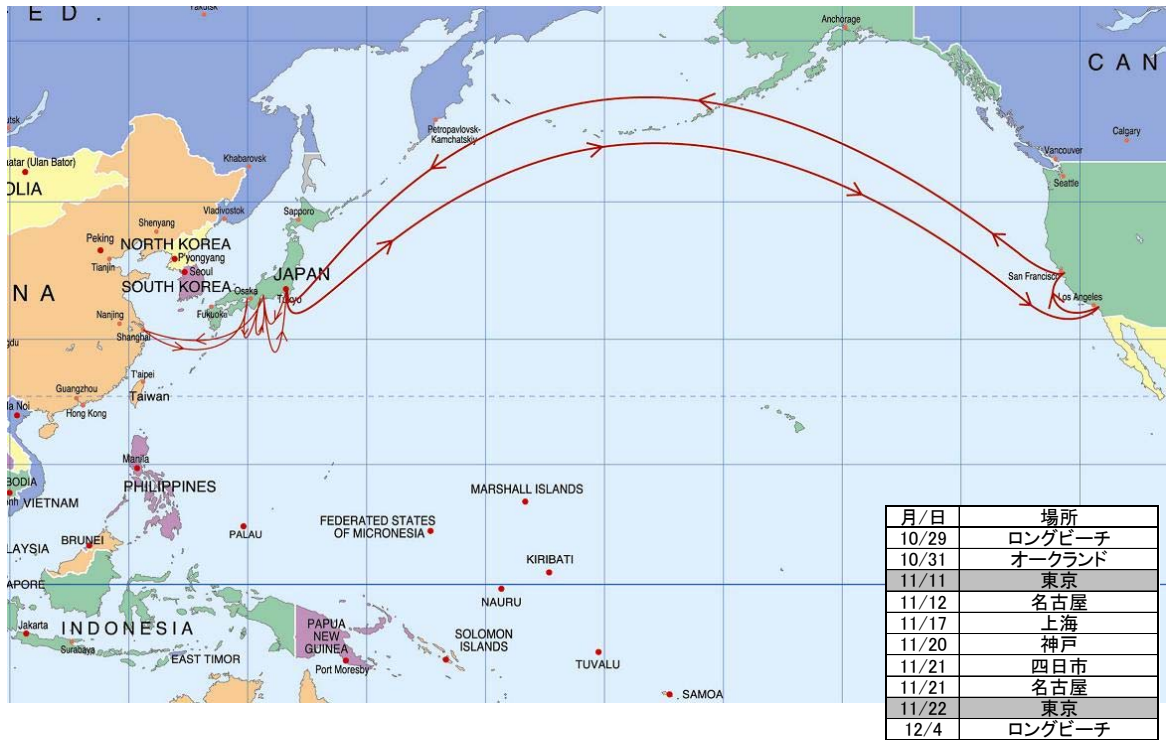 E D .
Yakutsk
Anchorage
C A N
Petropavlovsk-
Kamchatskiy
Calgary
Vancouver
Seattle
Khabarovsk
(Ulan Bator)
OLIA
Vladivostok
Sapporo
Shenyang
Peking
NORTH KOREA
P'yongyang
Tianjin
Seoul
SOUTH KOREA
JAPAN
Osaka
Tokyo
San Francisco
Los Angeles
N A
Nanjing
Fukuoka
Shanghai
T'aipei
Taiwan
Guangzhou
Hong Kong
Ha Noi
Manila
PHILIPPINES
BODIA
VIETNAM
MARSHALL ISLANDS
PALAU
FEDERATED STATES
OF MICRONESIA
BRUNEI
LAYSIA
KIRIBATI
APORE
NAURU
Jakarta
INDONESIA
Surabaya
EAST TIMOR
PAPUA
NEW
GUINEA
Port Moresby
SOLOMON
ISLANDS
TUVALU
SAMOA
月/日 場所
10/29 ロングビーチ
10/31 オークランド
11/11 東京
11/12 名古屋
11/17 上海
11/20 神戸
11/21 四日市
11/21 名古屋
11/22 東京
12/4 ロングビーチ